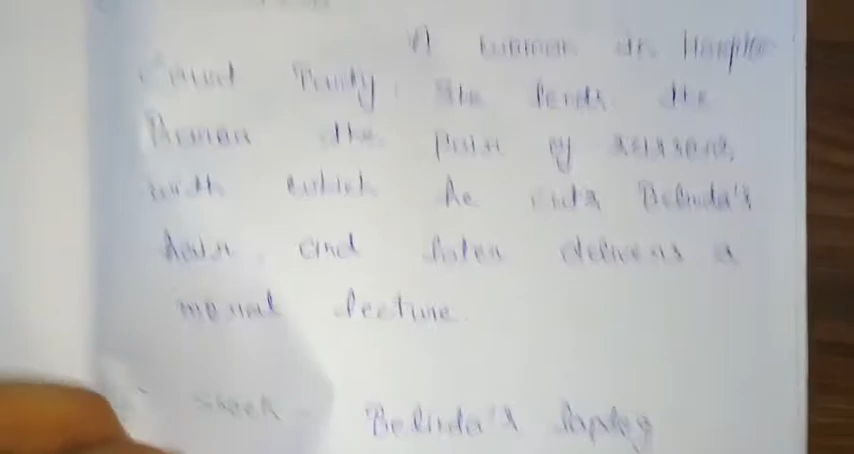 A woman in Hampton
Court Party. She lends the
Baron the pair of scissors,
with which he cuts Belinda's
hair and later delivers a
moral lecture.
Shock - Belinda's lapdog